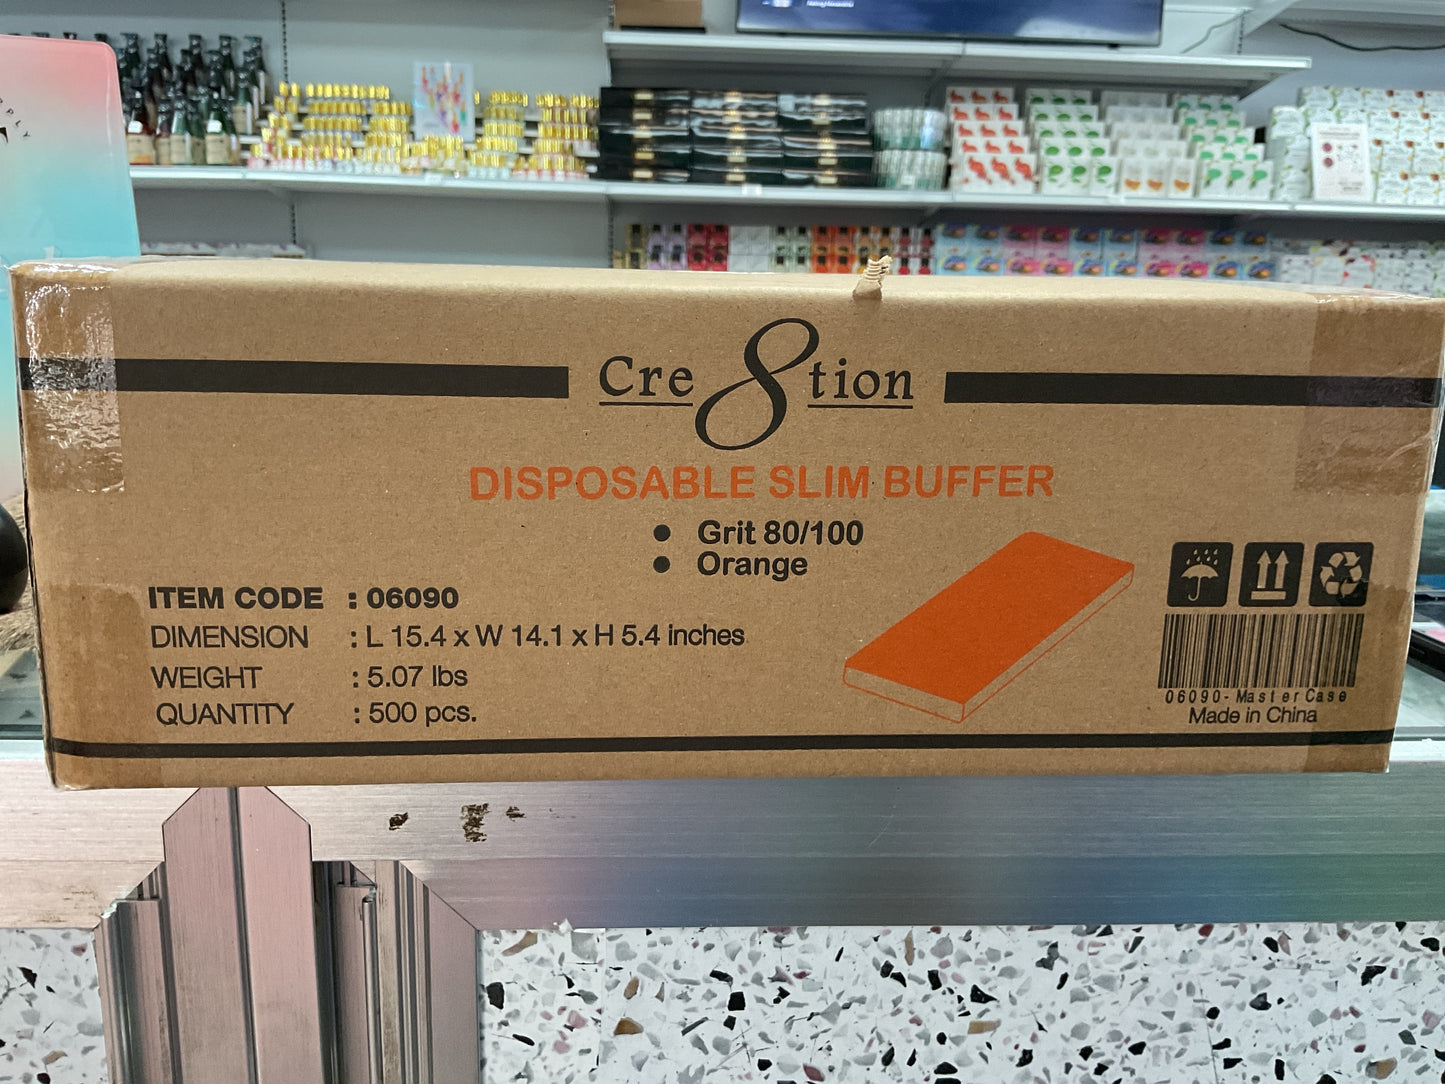 Cre8tion
DISPOSABLE SLIM BUFFER
● Grit 80/100
● Orange
ITEM CODE : 06090
DIMENSION : L 15.4 x W 14.1 x H 5.4 inches
WEIGHT : 5.07 lbs
QUANTITY : 500 pcs.
06090-MasterCase
Made in China